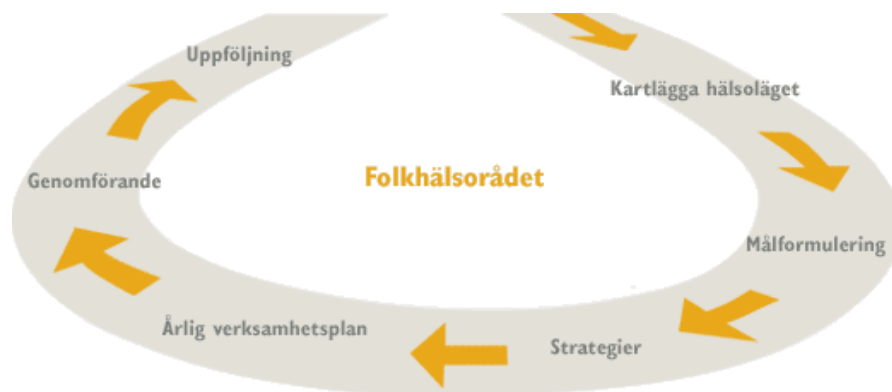 Uppföljning
Kartlägga hälsoläget
Genomförande
Folkhälsorådet
Målformulering
Årlig verksamhetsplan
Strategier